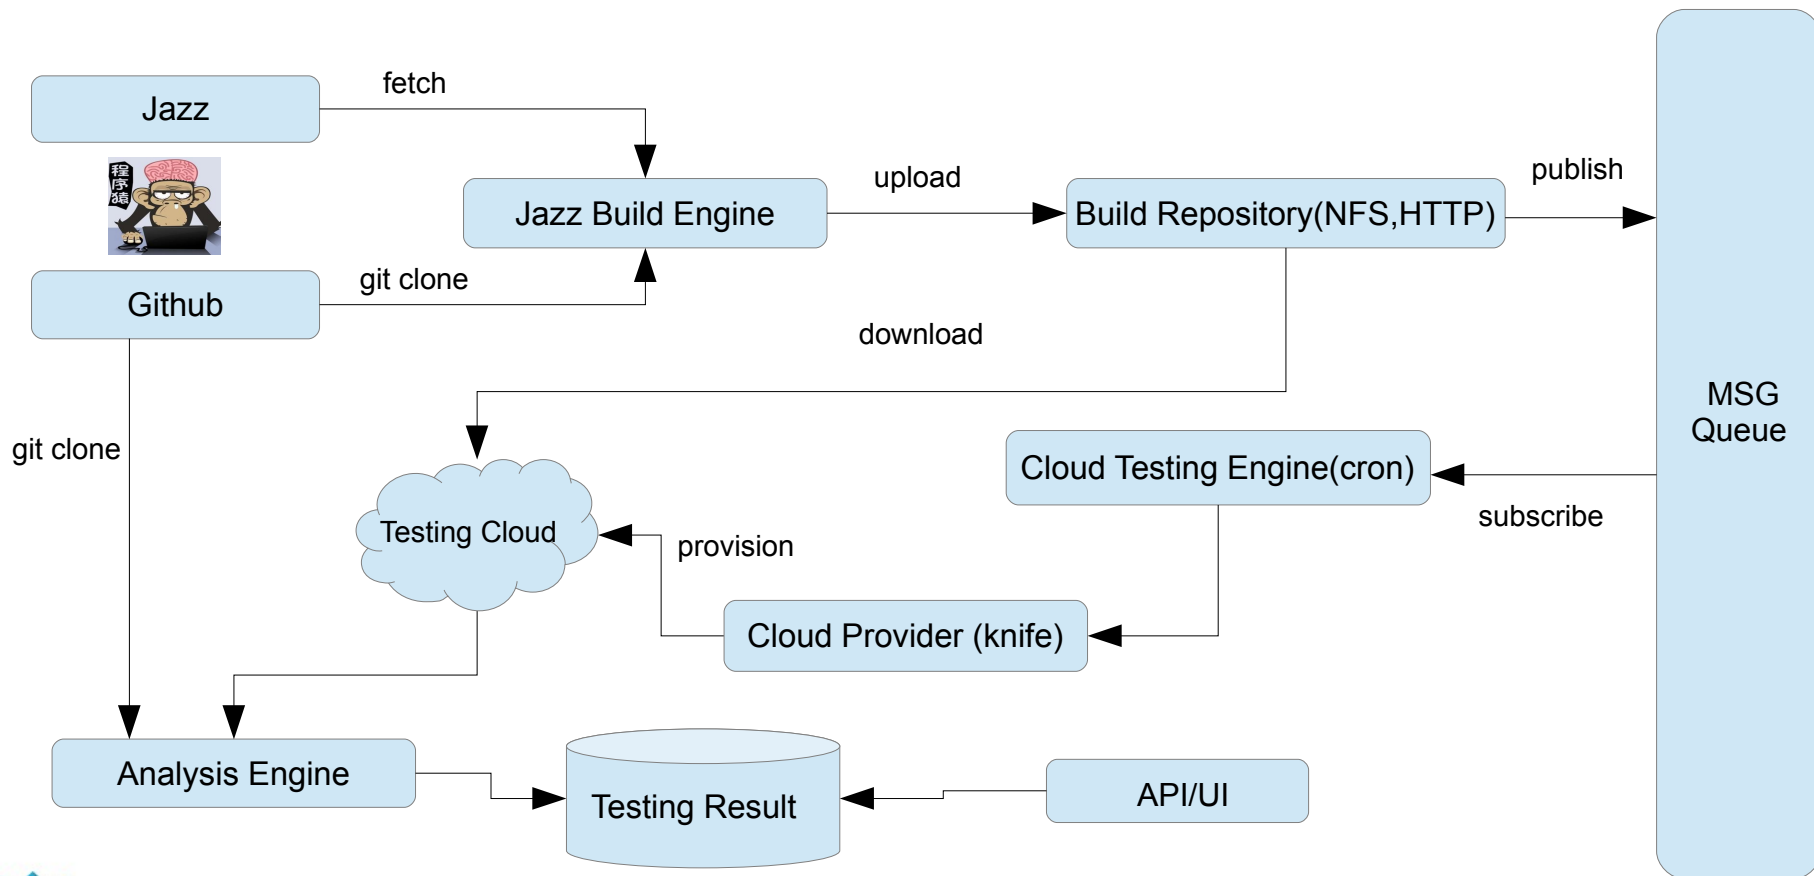 fetch
Jazz
程序猿
upload
publish
Jazz Build Engine
Build Repository(NFS,HTTP)
git clone
Github
download
MSG
Queue
git clone
Cloud Testing Engine(cron)
subscribe
Testing Cloud
provision
Cloud Provider (knife)
Analysis Engine
Testing Result
API/UI